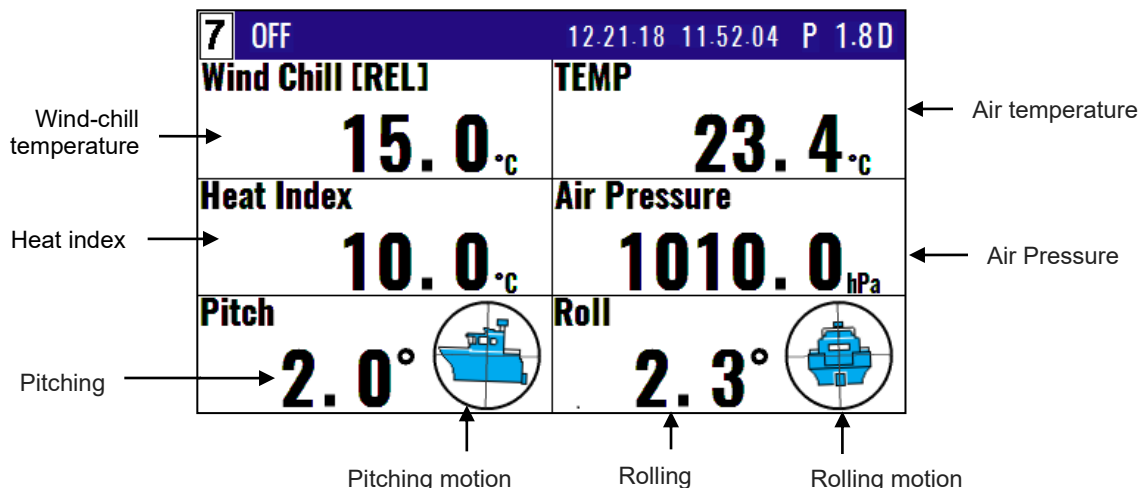 7 OFF 12.21.18 11.52.04 P 1.8D
Wind Chill [REL] TEMP
Wind-chill
temperature
15.0°C 23.4°C
Air temperature
Heat Index Air Pressure
Heat index
10.0°C 1010.0hPa
Air Pressure
Pitch Roll
Pitching
2.0° 2.3°
Pitching motion Rolling Rolling motion